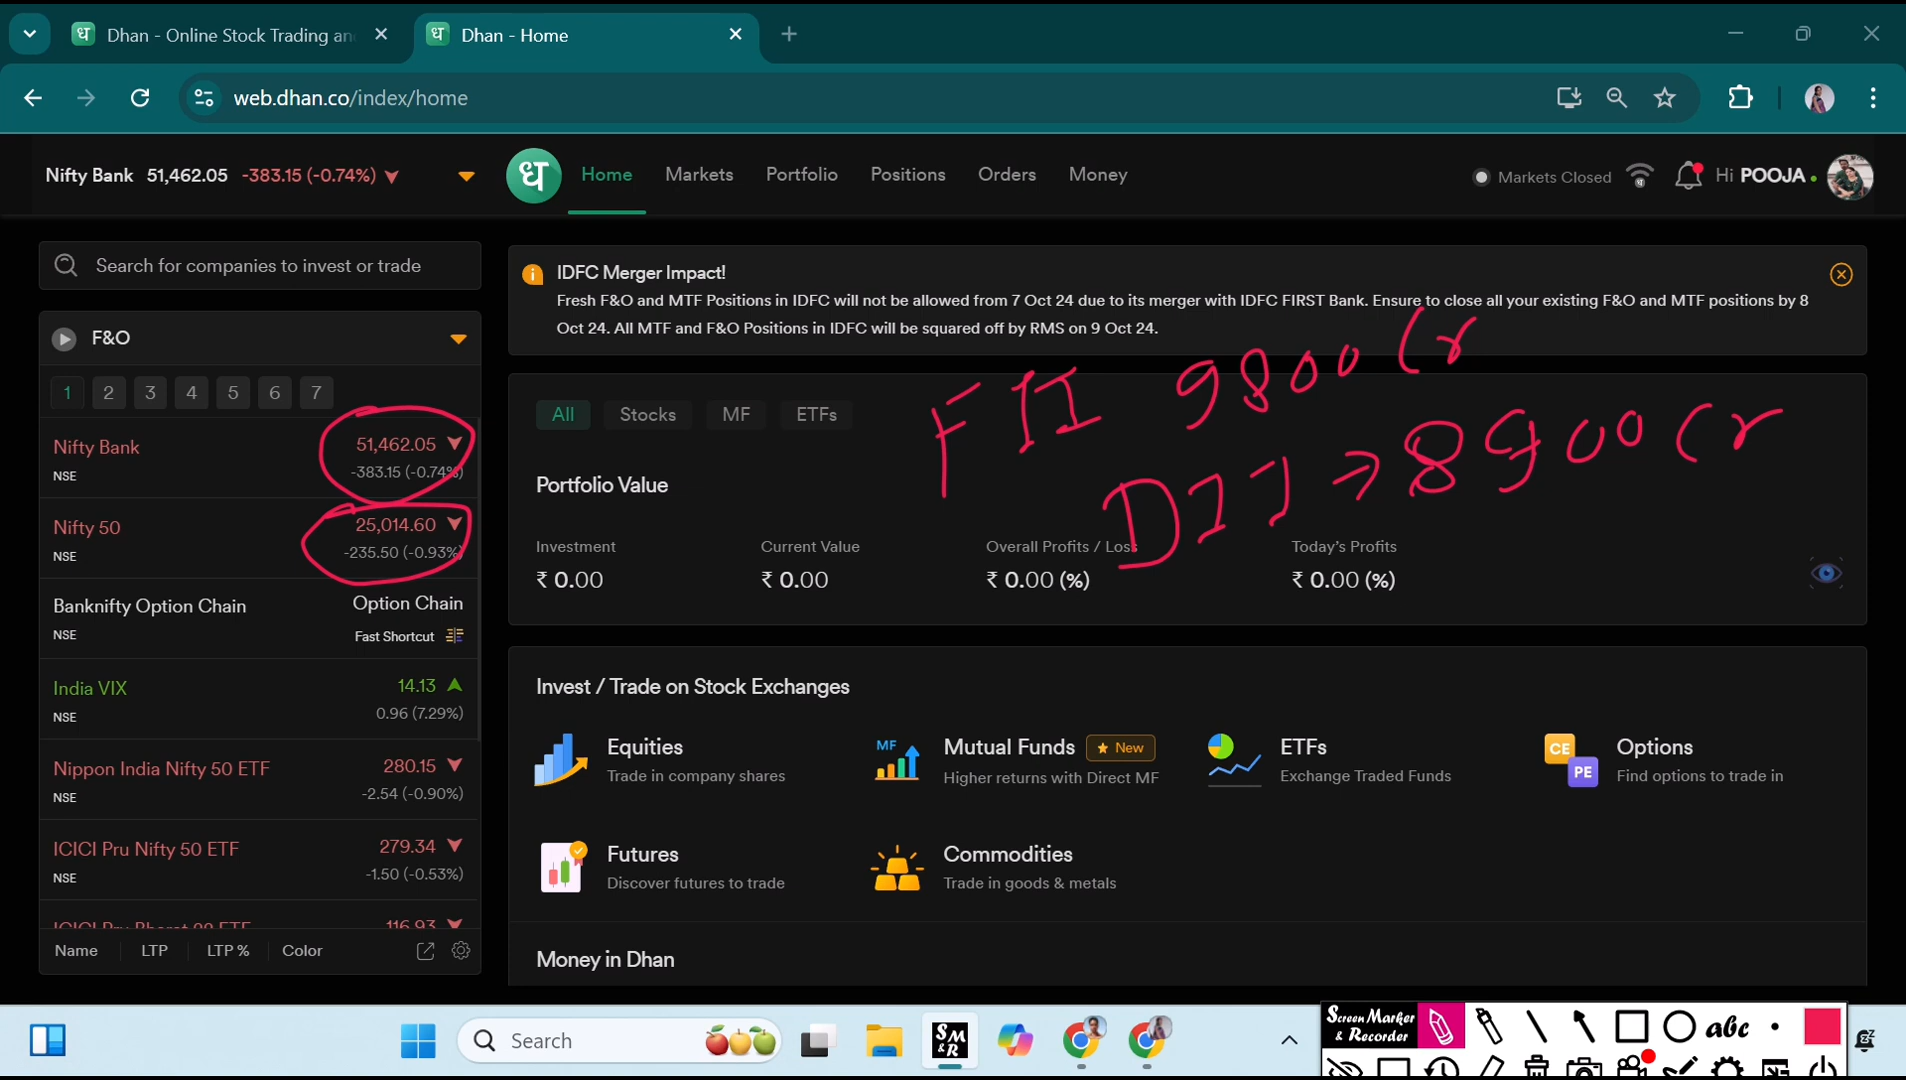 Dhan - Online Stock Trading an
Dhan - Home
web.dhan.co/index/home
Nifty Bank 51,462.05 -383.15 (-0.74%)
ध
Home Markets Portfolio Positions Orders Money
Markets Closed
Hi POOJA
Search for companies to invest or trade
IDFC Merger Impact!
Fresh F&O and MTF Positions in IDFC will not be allowed from 7 Oct 24 due to its merger with IDFC FIRST Bank. Ensure to close all your existing F&O and MTF positions by 8
Oct 24. All MTF and F&O Positions in IDFC will be squared off by RMS on 9 Oct 24.
F&O
1 2 3 4 5 6 7
Nifty Bank 51,462.05
NSE -383.15 (-0.74%)
Nifty 50 25,014.60
NSE -235.50 (-0.93%)
Banknifty Option Chain Option Chain
NSE Fast Shortcut
India VIX 14.13
NSE 0.96 (7.29%)
Nippon India Nifty 50 ETF 280.15
NSE -2.54 (-0.90%)
ICICI Pru Nifty 50 ETF 279.34
NSE -1.50 (-0.53%)
ICICI Pru Bharat 22 ETF 116.93
Name LTP LTP % Color
FII 9800 Cr
DII → 8900 Cr
All Stocks MF ETFs
Portfolio Value
Investment Current Value Overall Profits / Loss Today's Profits
₹ 0.00 ₹ 0.00 ₹ 0.00 (%) ₹ 0.00 (%)
Invest / Trade on Stock Exchanges
Equities
Trade in company shares
MF
Mutual Funds New
Higher returns with Direct MF
ETFs
Exchange Traded Funds
CE
PE
Options
Find options to trade in
Futures
Discover futures to trade
Commodities
Trade in goods & metals
Money in Dhan
Search
SM
&R
Screen Marker
& Recorder
abc